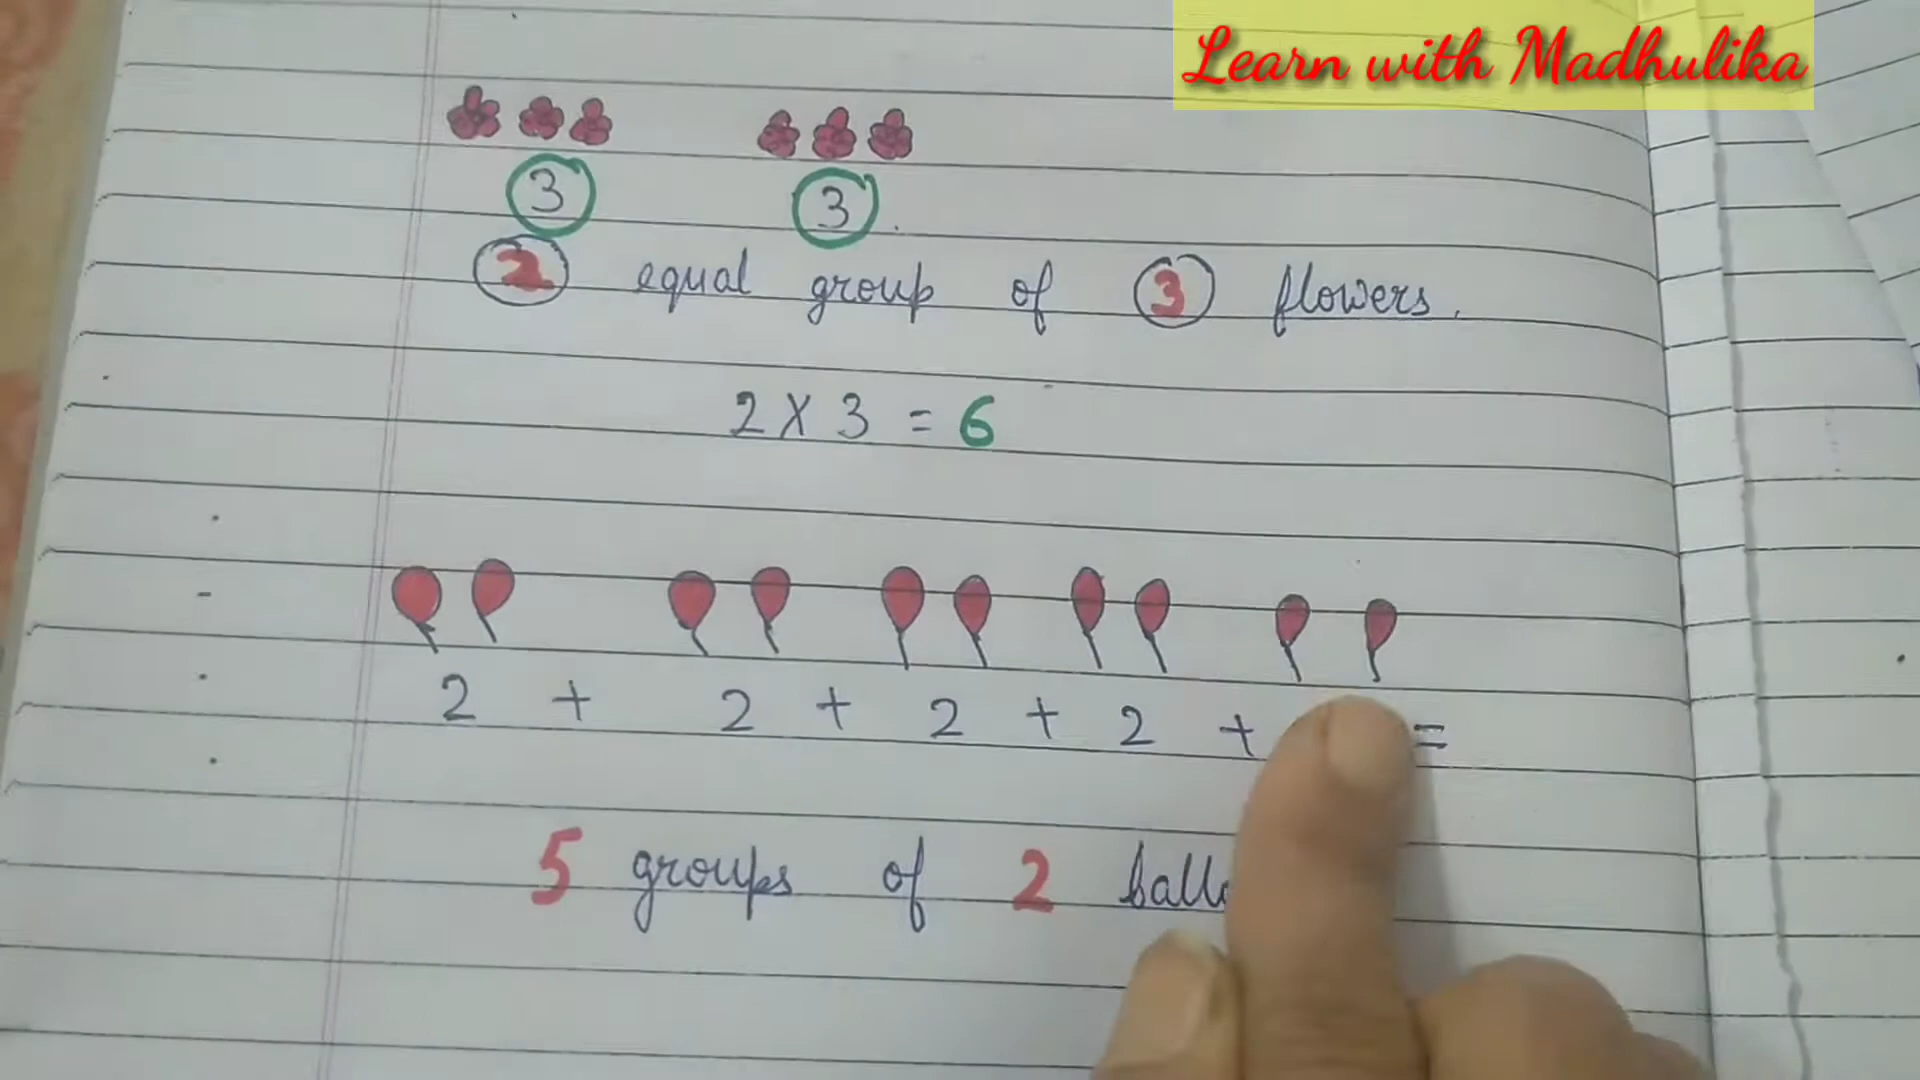 Learn with Madhulika
3 3
2 equal group of 3 flowers.
2 X 3 = 6
2 + 2 + 2 + 2 + =
5 groups of 2